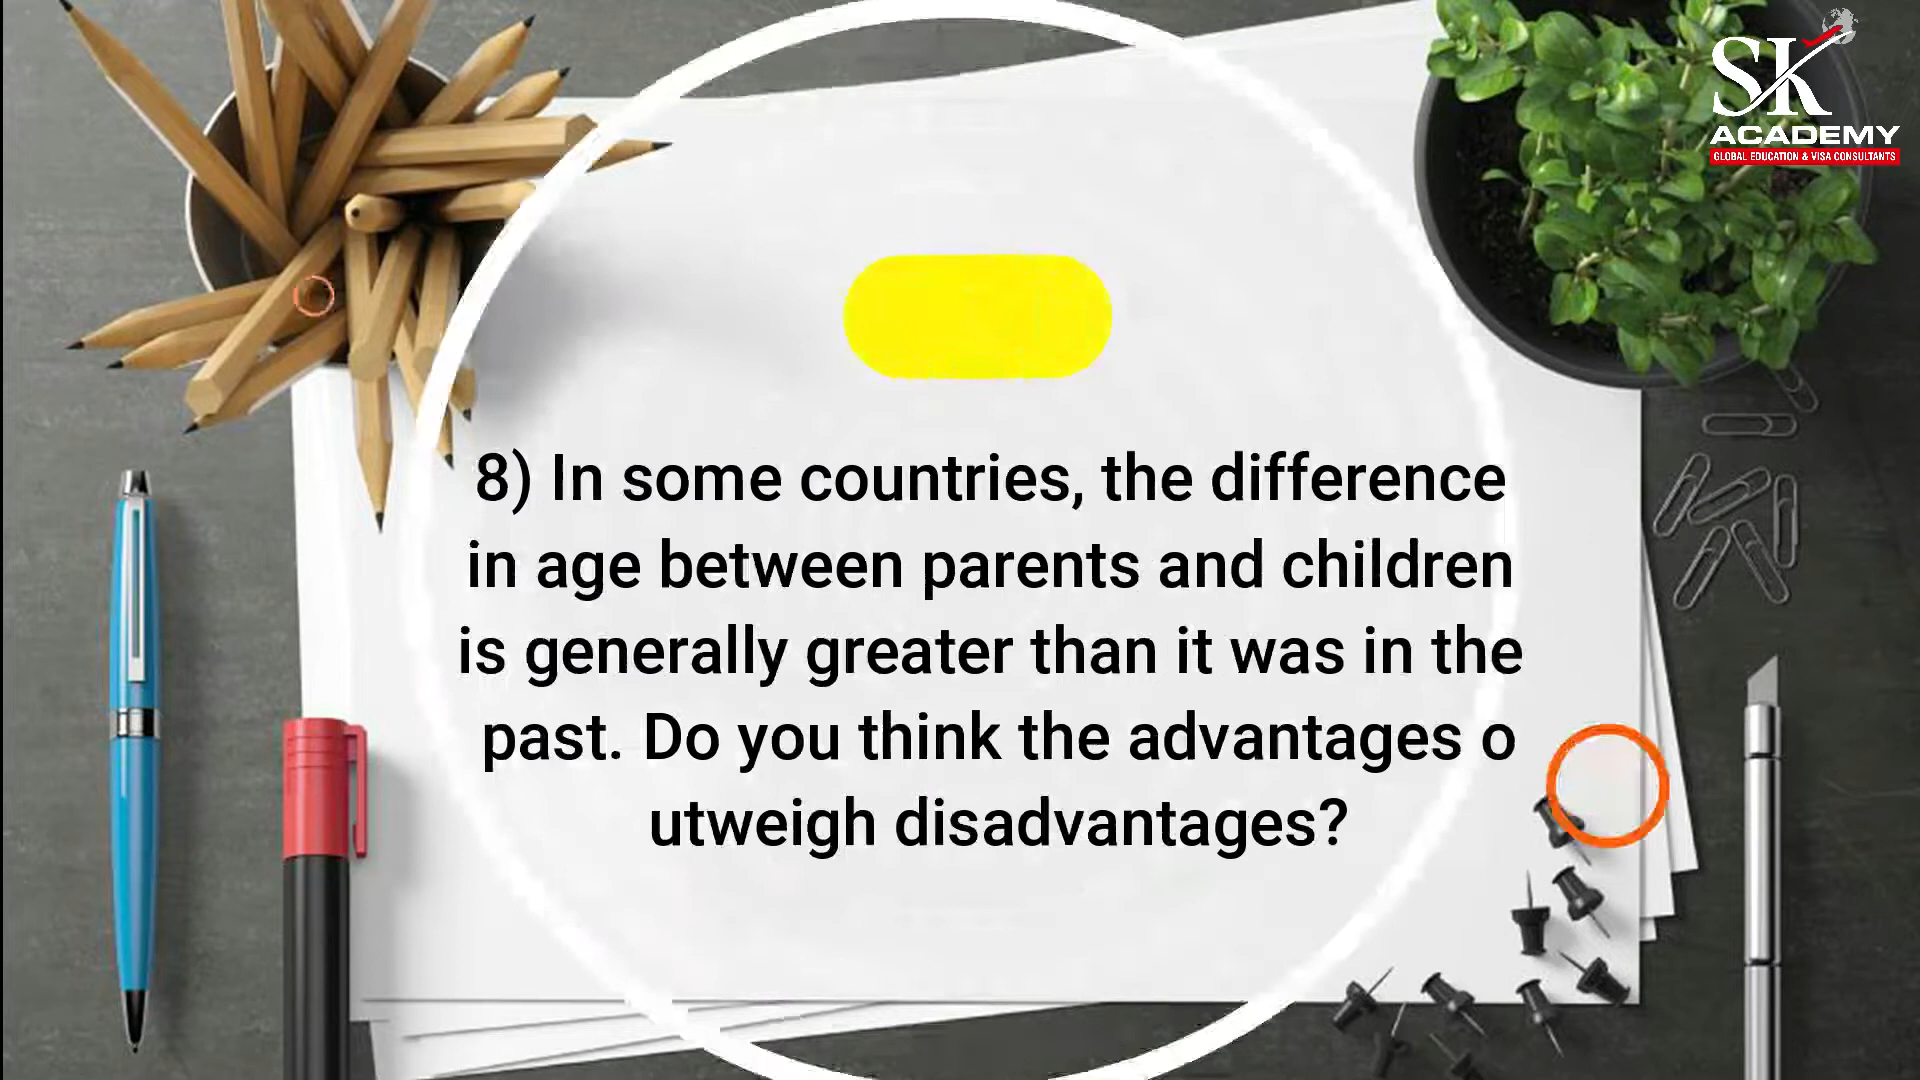 SK
ACADEMY
GLOBAL EDUCATION & VISA CONSULTANTS
8) In some countries, the difference
in age between parents and children
is generally greater than it was in the
past. Do you think the advantages o
utweigh disadvantages?